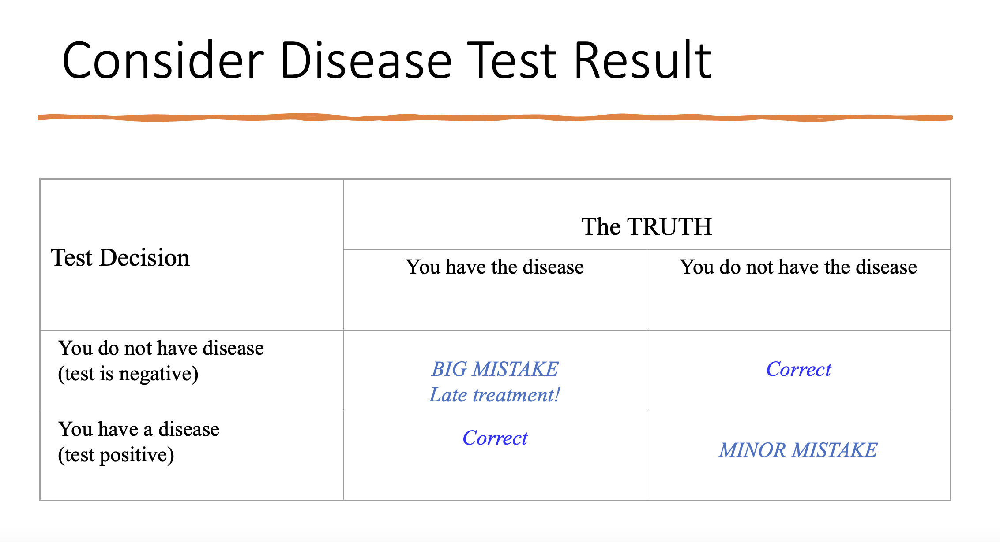 Consider Disease Test Result
The TRUTH
Test Decision
You have the disease
You do not have the disease
You do not have disease
(test is negative)
BIG MISTAKE
Late treatment!
Correct
You have a disease
(test positive)
Correct
MINOR MISTAKE